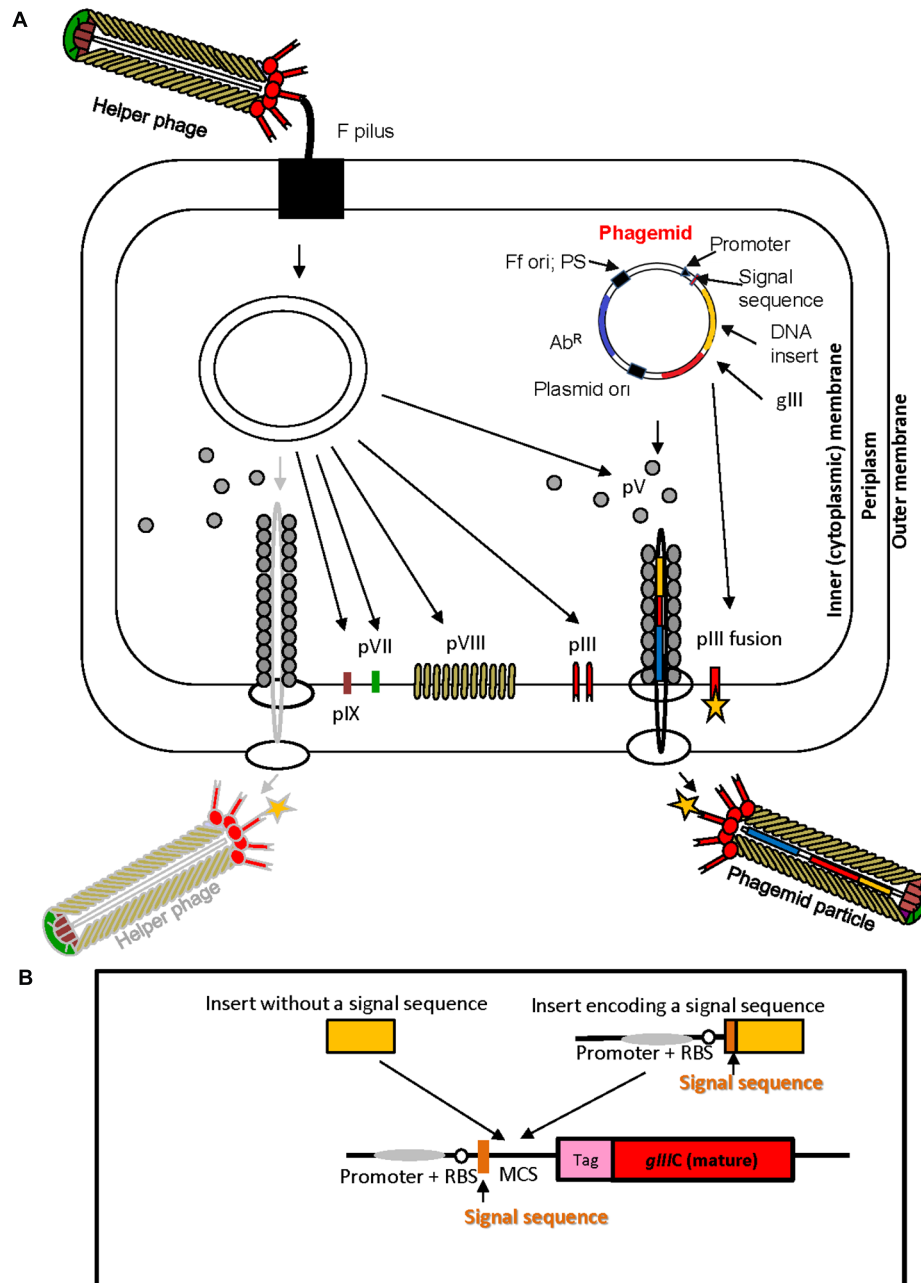 A
Helper phage
F pilus
Phagemid
Promoter
Ff ori; PS
Signal
sequence
DNA
insert
AbR
Plasmid ori
gIII
pV
Inner (cytoplasmic) membrane
Periplasm
Outer membrane
pVII
pVIII
pIII
pIII fusion
pIX
Helper phage
Phagemid particle
B
Insert without a signal sequence
Insert encoding a signal sequence
Promoter + RBS
Signal sequence
Tag
gIIIC (mature)
Promoter + RBS
MCS
Signal sequence